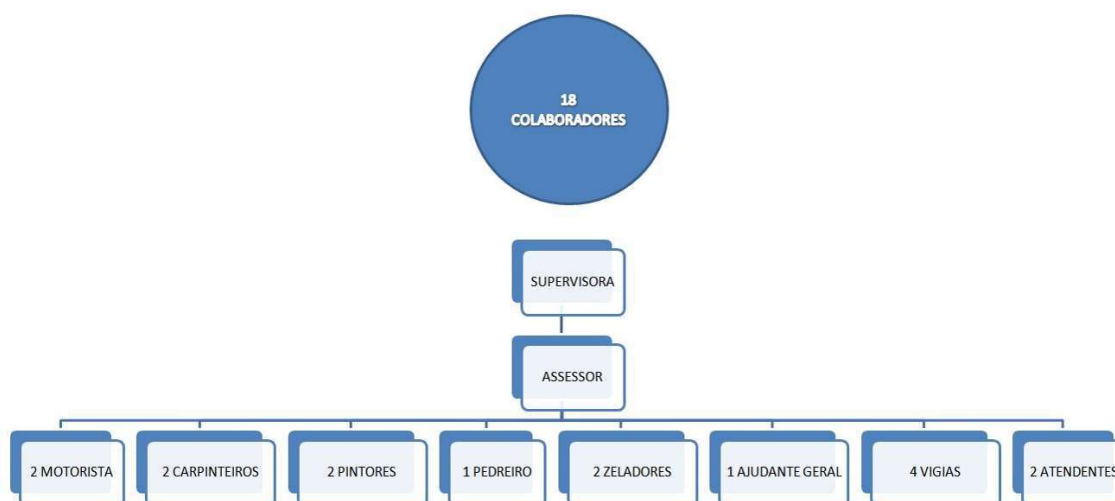 18
COLABORADORES
SUPERVISORA
ASSESSOR
2 MOTORISTA
2 CARPINTEIROS
2 PINTORES
1 PEDREIRO
2 ZELADORES
1 AJUDANTE GERAL
4 VIGIAS
2 ATENDENTES